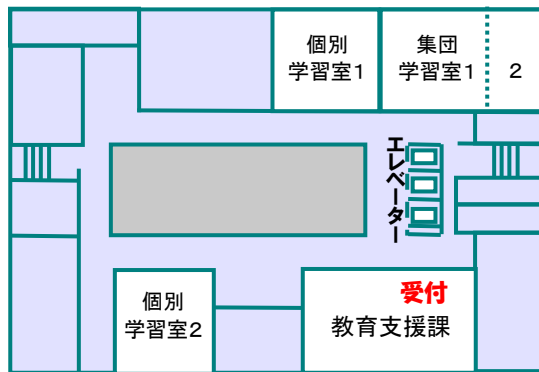 個別
学習室1
集団
学習室1
2
エレベーター
個別
学習室2
受付
教育支援課